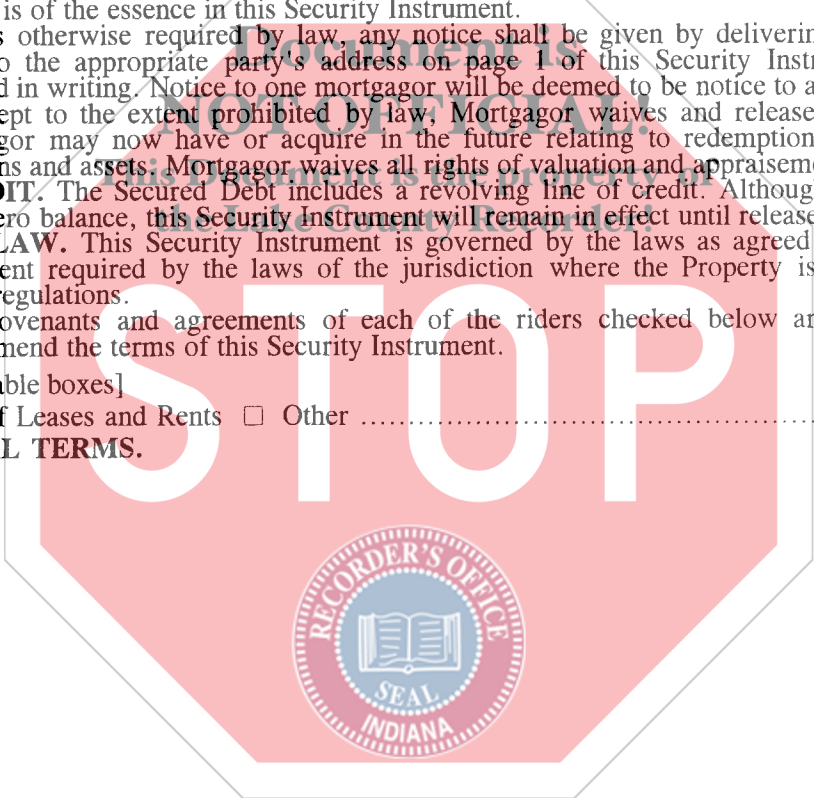 is of the essence in this Security Instrument.
s otherwise required by law, any notice shall be given by deliverin
o the appropriate party's address on page 1 of this Security Instr
d in writing. Notice to one mortgagor will be deemed to be notice to a
ept to the extent prohibited by law, Mortgagor waives and release
gor may now have or acquire in the future relating to redemption
ns and assets. Mortgagor waives all rights of valuation and appraiseme
DIT. The Secured Debt includes a revolving line of credit. Although
ero balance, this Security Instrument will remain in effect until release
LAW. This Security Instrument is governed by the laws as agreed
ent required by the laws of the jurisdiction where the Property is
regulations.
ovenants and agreements of each of the riders checked below ar
mend the terms of this Security Instrument.
able boxes]
f Leases and Rents □ Other ........................................................
L TERMS.
Document is
NOT OFFICIAL!
This Document is the property of
the Lake County Recorder!
STOP
RECORDER'S OFFICE
SEAL
INDIANA